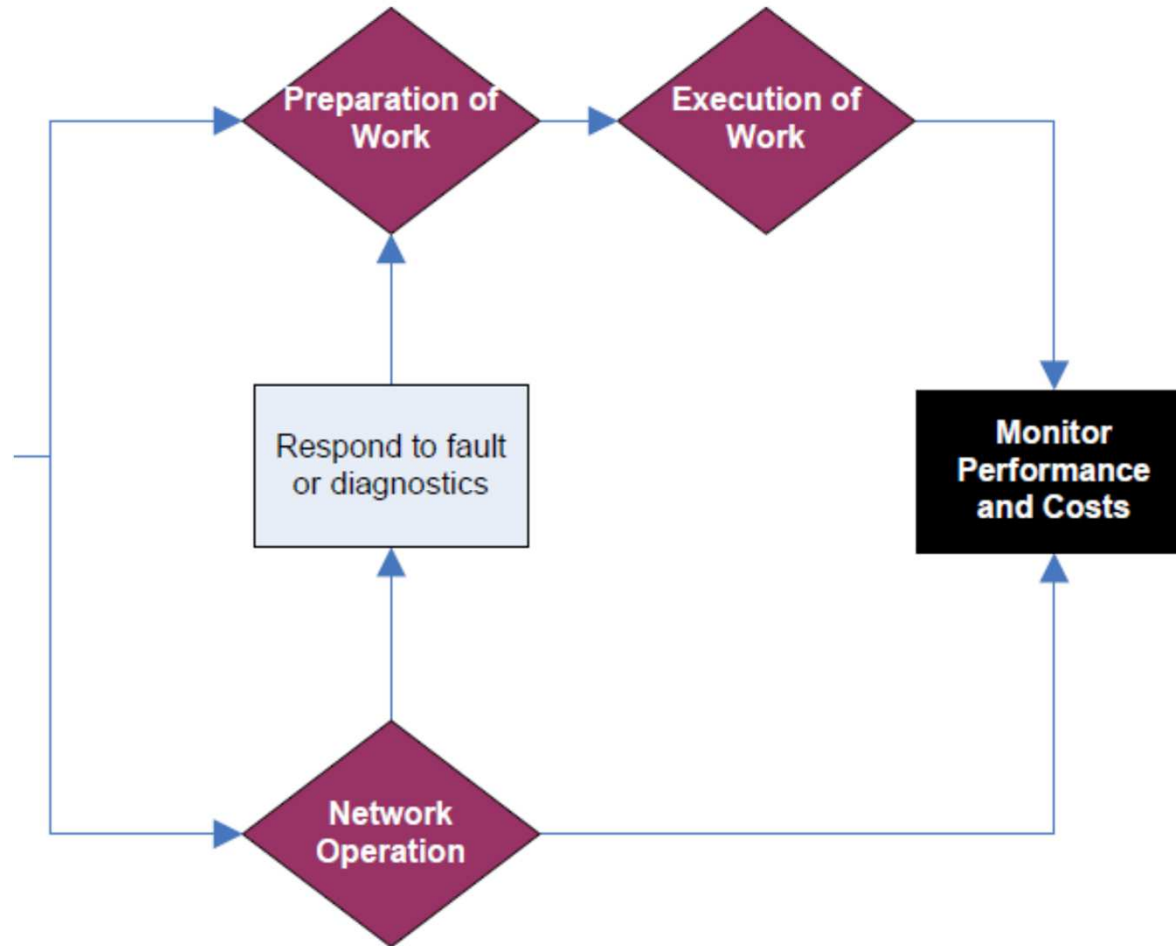 Preparation of
Work
Execution of
Work
Respond to fault
or diagnostics
Monitor
Performance
and Costs
Network
Operation